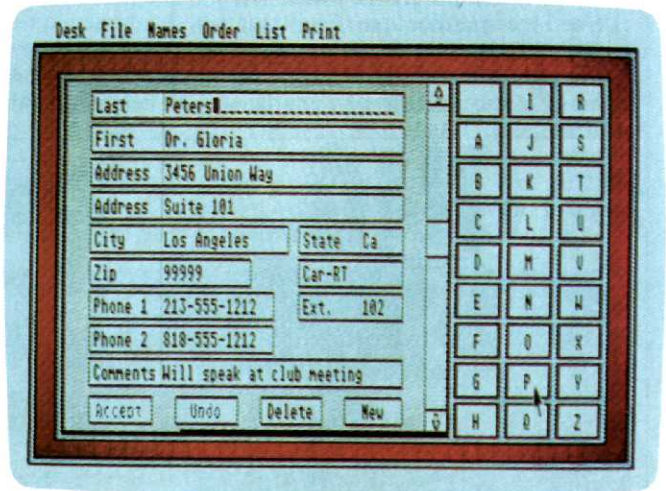 Desk File Names Order List Print
Last Peters
First Dr. Gloria
Address 3456 Union Way
Address Suite 101
City Los Angeles State Ca
Zip 99999 Car-RT
Phone 1 213-555-1212 Ext. 102
Phone 2 818-555-1212
Comments Will speak at club meeting
Accept Undo Delete New
I R
A J S
B K T
C L U
D M V
E N W
F O X
G P Y
H Q Z